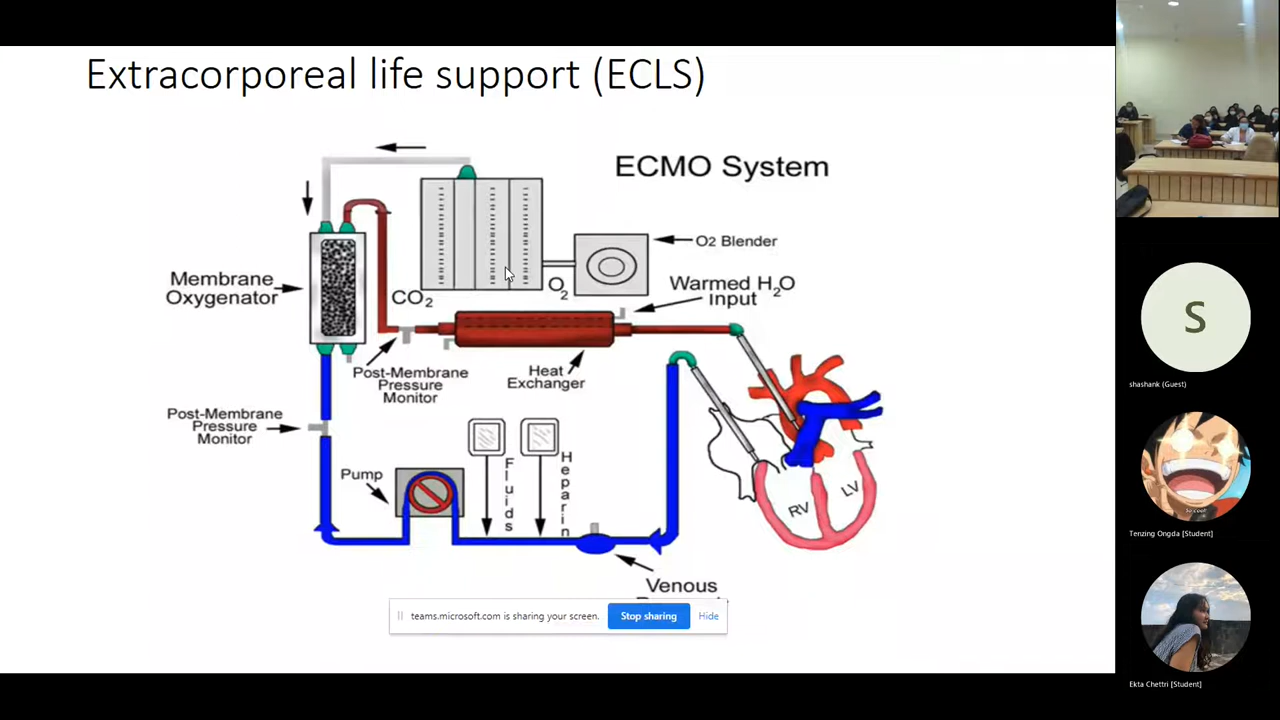 Extracorporeal life support (ECLS)
ECMO System
O2 Blender
Membrane
Oxygenator
CO2
O2
Warmed H2O
Input
Post-Membrane
Pressure
Monitor
Heat
Exchanger
Post-Membrane
Pressure
Monitor
Pump
Fluids
Heparin
RV
LV
Venous
teams.microsoft.com is sharing your screen.
Stop sharing
Hide
S
shashank (Guest)
Tenzing Ongda [Student]
Ekta Chettri [Student]